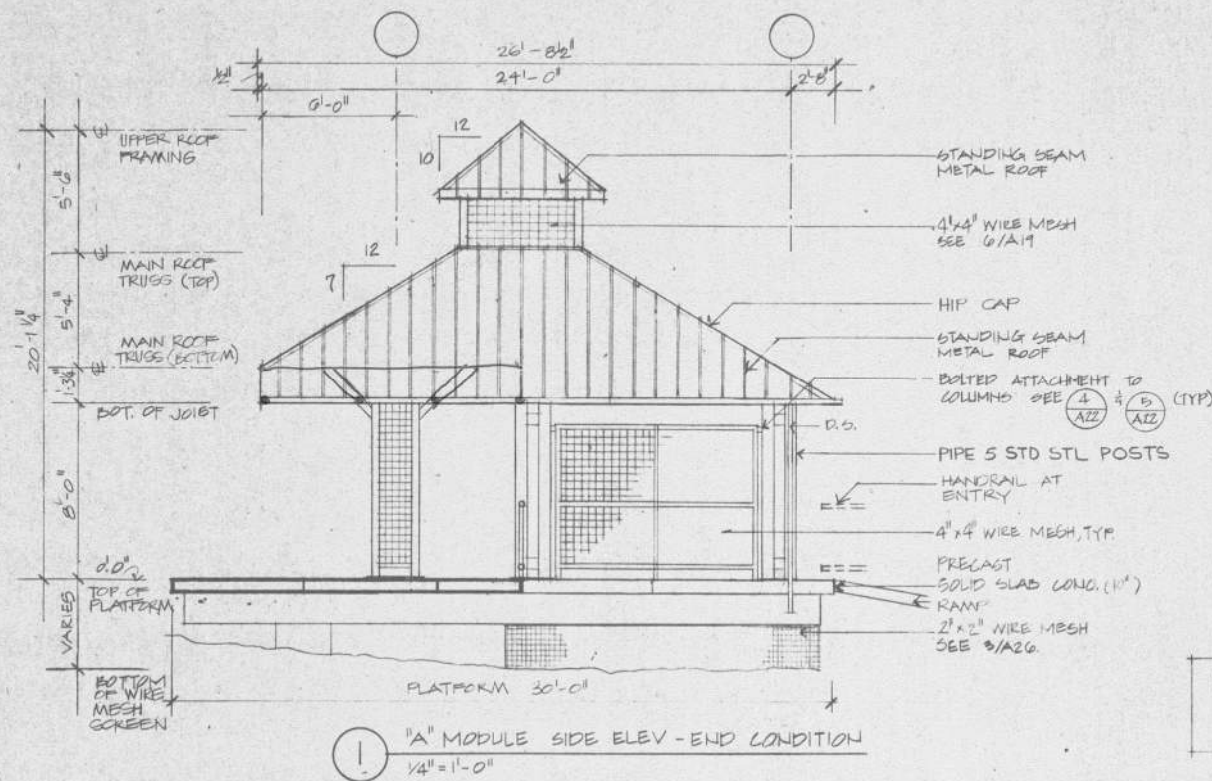 26'-8½"
½"
24'-0"
2'-8"
6'-0"
12
10
12
7
UPPER ROOF
FRAMING
5'-6"
MAIN ROOF
TRUSS (TOP)
5'-4"
20'-1¼"
MAIN ROOF
TRUSS (BOTTOM)
BOT. OF JOIST
8'-0"
0'.0"
TOP OF
PLATFORM
VARIES
BOTTOM
OF WIRE
MESH
SCREEN
STANDING SEAM
METAL ROOF
4"x4" WIRE MESH
SEE 6/A19
HIP CAP
STANDING SEAM
METAL ROOF
BOLTED ATTACHMENT TO
COLUMNS SEE 4 A22 & 5 A22 (TYP)
D.S.
PIPE 5 STD STL POSTS
HANDRAIL AT
ENTRY
4"x4" WIRE MESH, TYP.
PRECAST
SOLID SLAB CONC. (10")
RAMP
2"x2" WIRE MESH
SEE 3/A26.
PLATFORM 30'-0"
1
"A" MODULE SIDE ELEV - END CONDITION
1/4" = 1'-0"